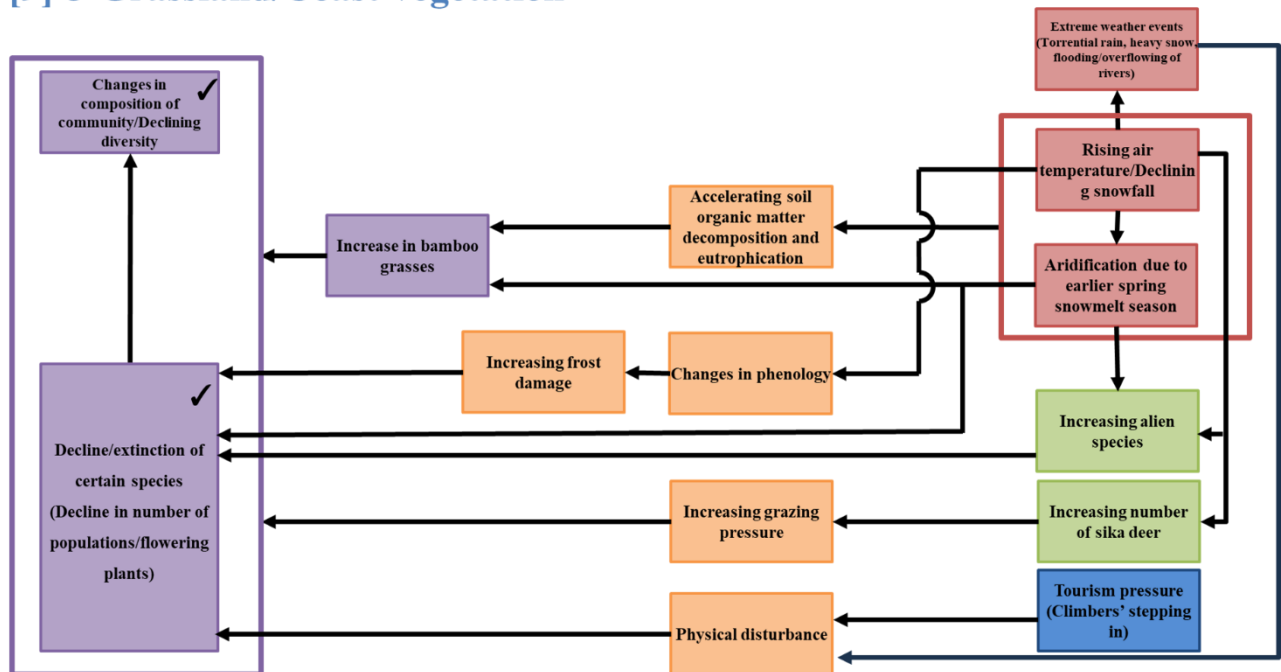 Extreme weather events
(Torrential rain, heavy snow,
flooding/overflowing of
rivers)
Changes in
composition of
community/Declining
diversity
Rising air
temperature/Declinin
g snowfall
Accelerating soil
organic matter
decomposition and
eutrophication
Increase in bamboo
grasses
Aridification due to
earlier spring
snowmelt season
Increasing frost
damage
Changes in phenology
Increasing alien
species
Decline/extinction of
certain species
(Decline in number of
populations/flowering
plants)
Increasing grazing
pressure
Increasing number
of sika deer
Tourism pressure
(Climbers' stepping
in)
Physical disturbance